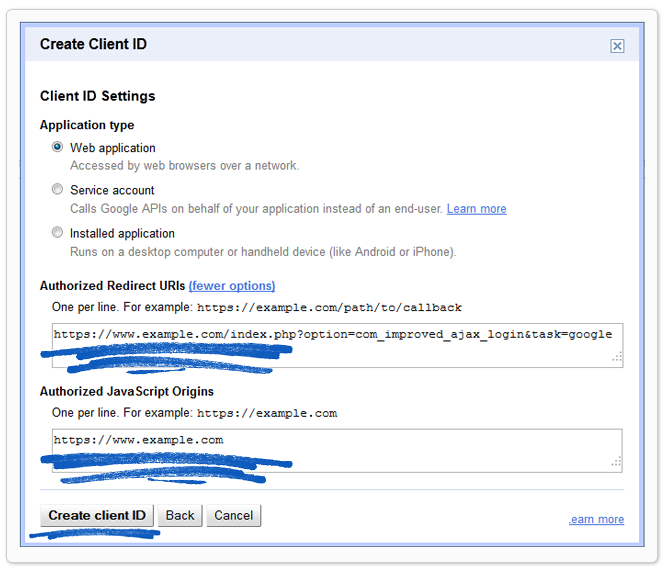 Create Client ID
Client ID Settings
Application type
Web application
Accessed by web browsers over a network.
Service account
Calls Google APIs on behalf of your application instead of an end-user. Learn more
Installed application
Runs on a desktop computer or handheld device (like Android or iPhone).
Authorized Redirect URIs (fewer options)
One per line. For example: https://example.com/path/to/callback
https://www.example.com/index.php?option=com_improved_ajax_login&task=google
Authorized JavaScript Origins
One per line. For example: https://example.com
https://www.example.com
Create client ID Back Cancel earn more